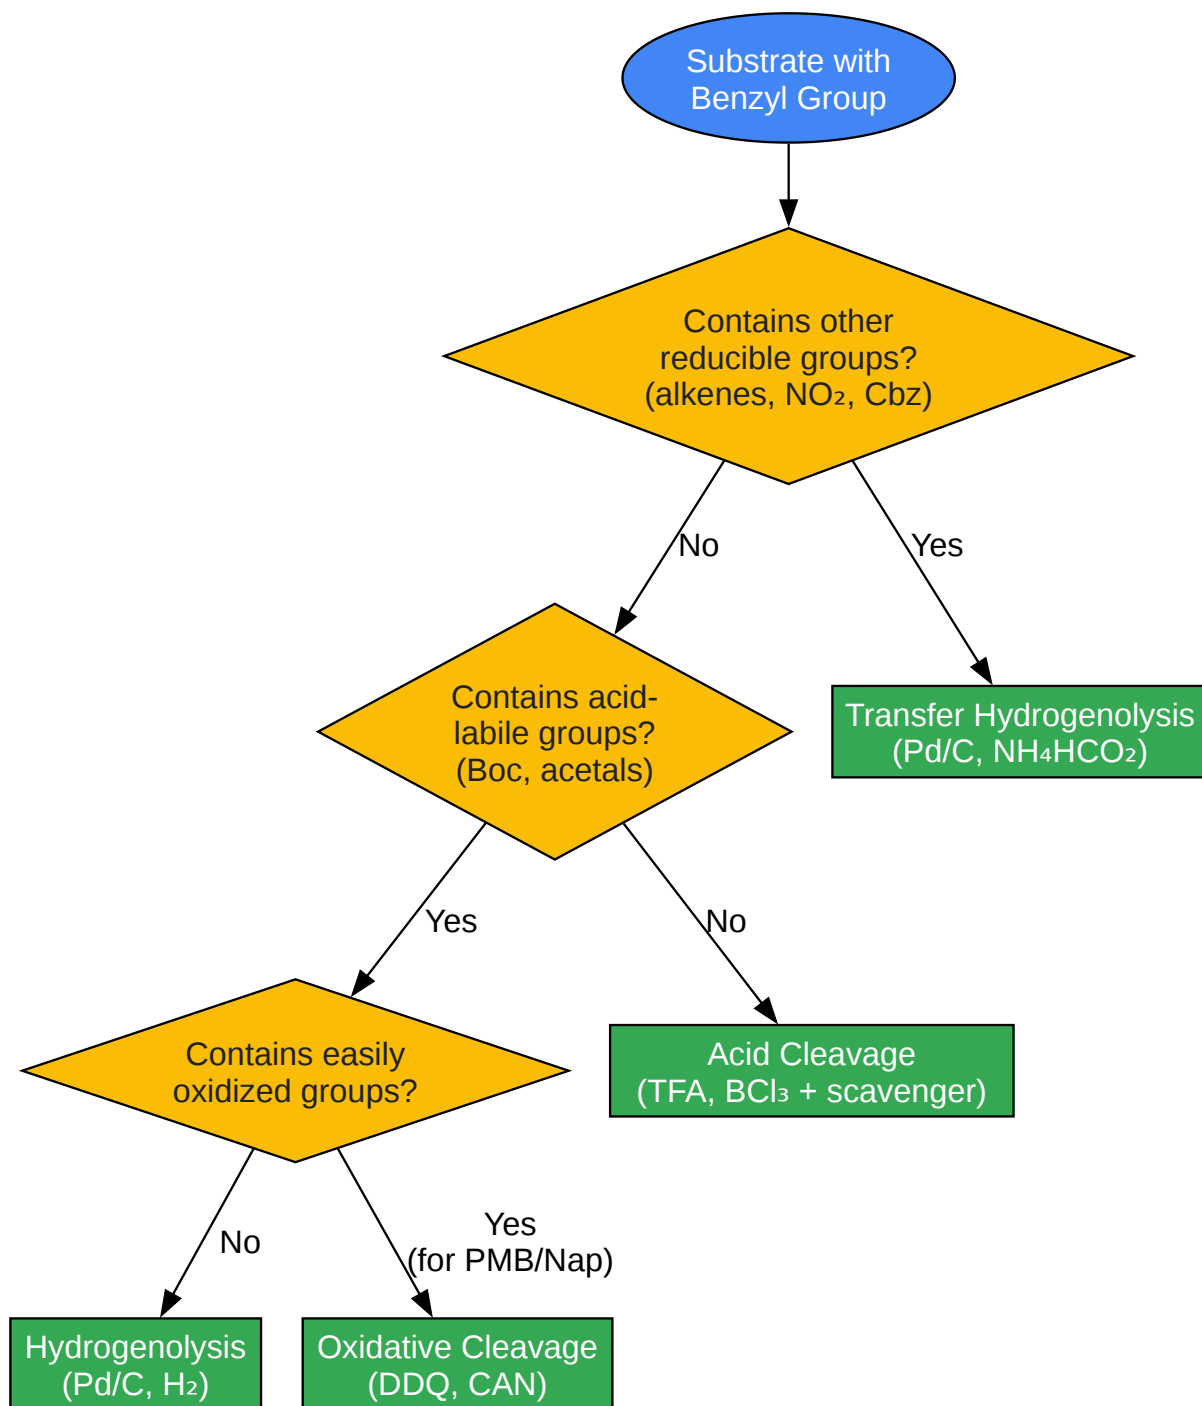 Substrate with
Benzyl Group
Contains other
reducible groups?
(alkenes, NO₂, Cbz)
No
Yes
Contains acid-
labile groups?
(Boc, acetals)
Transfer Hydrogenolysis
(Pd/C, NH₄HCO₂)
Yes
No
Contains easily
oxidized groups?
Acid Cleavage
(TFA, BCl₃ + scavenger)
No
Yes
(for PMB/Nap)
Hydrogenolysis
(Pd/C, H₂)
Oxidative Cleavage
(DDQ, CAN)